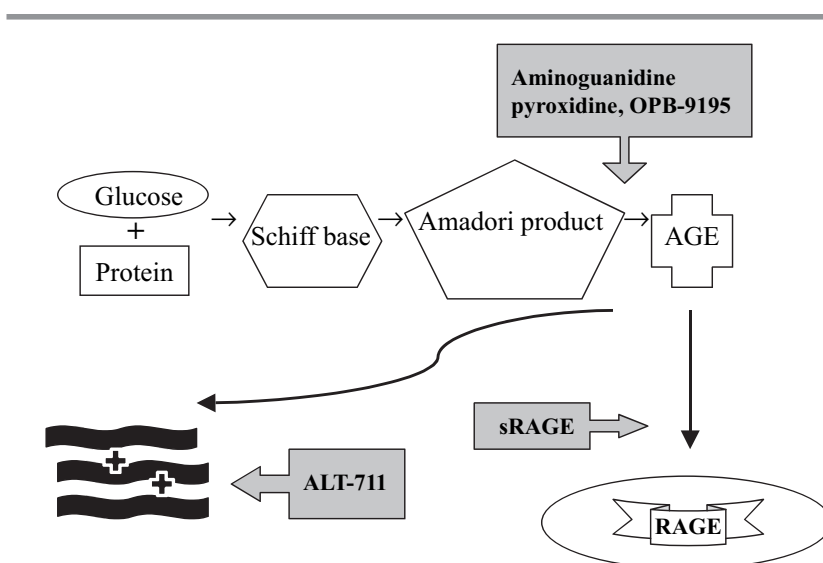 Aminoguanidine
pyroxidine, OPB-9195
Glucose
+
Protein
Schiff base
Amadori product
AGE
sRAGE
ALT-711
RAGE